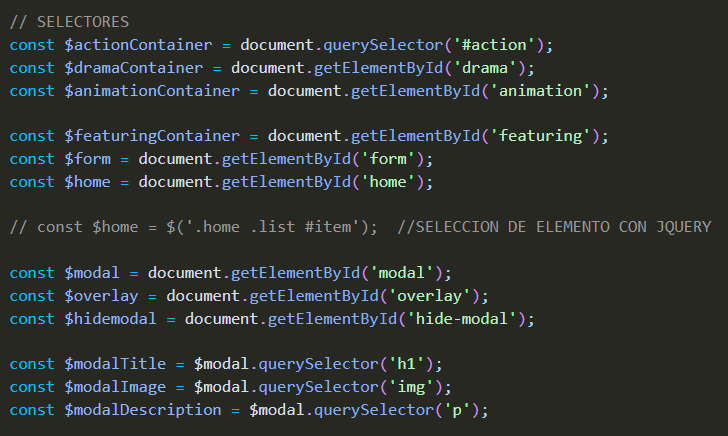 // SELECTORES
const $actionContainer = document.querySelector('#action');
const $dramaContainer = document.getElementById('drama');
const $animationContainer = document.getElementById('animation');
const $featuringContainer = document.getElementById('featuring');
const $form = document.getElementById('form');
const $home = document.getElementById('home');
// const $home = $('.home .list #item');  //SELECCION DE ELEMENTO CON JQUERY
const $modal = document.getElementById('modal');
const $overlay = document.getElementById('overlay');
const $hidemodal = document.getElementById('hide-modal');
const $modalTitle = $modal.querySelector('h1');
const $modalImage = $modal.querySelector('img');
const $modalDescription = $modal.querySelector('p');